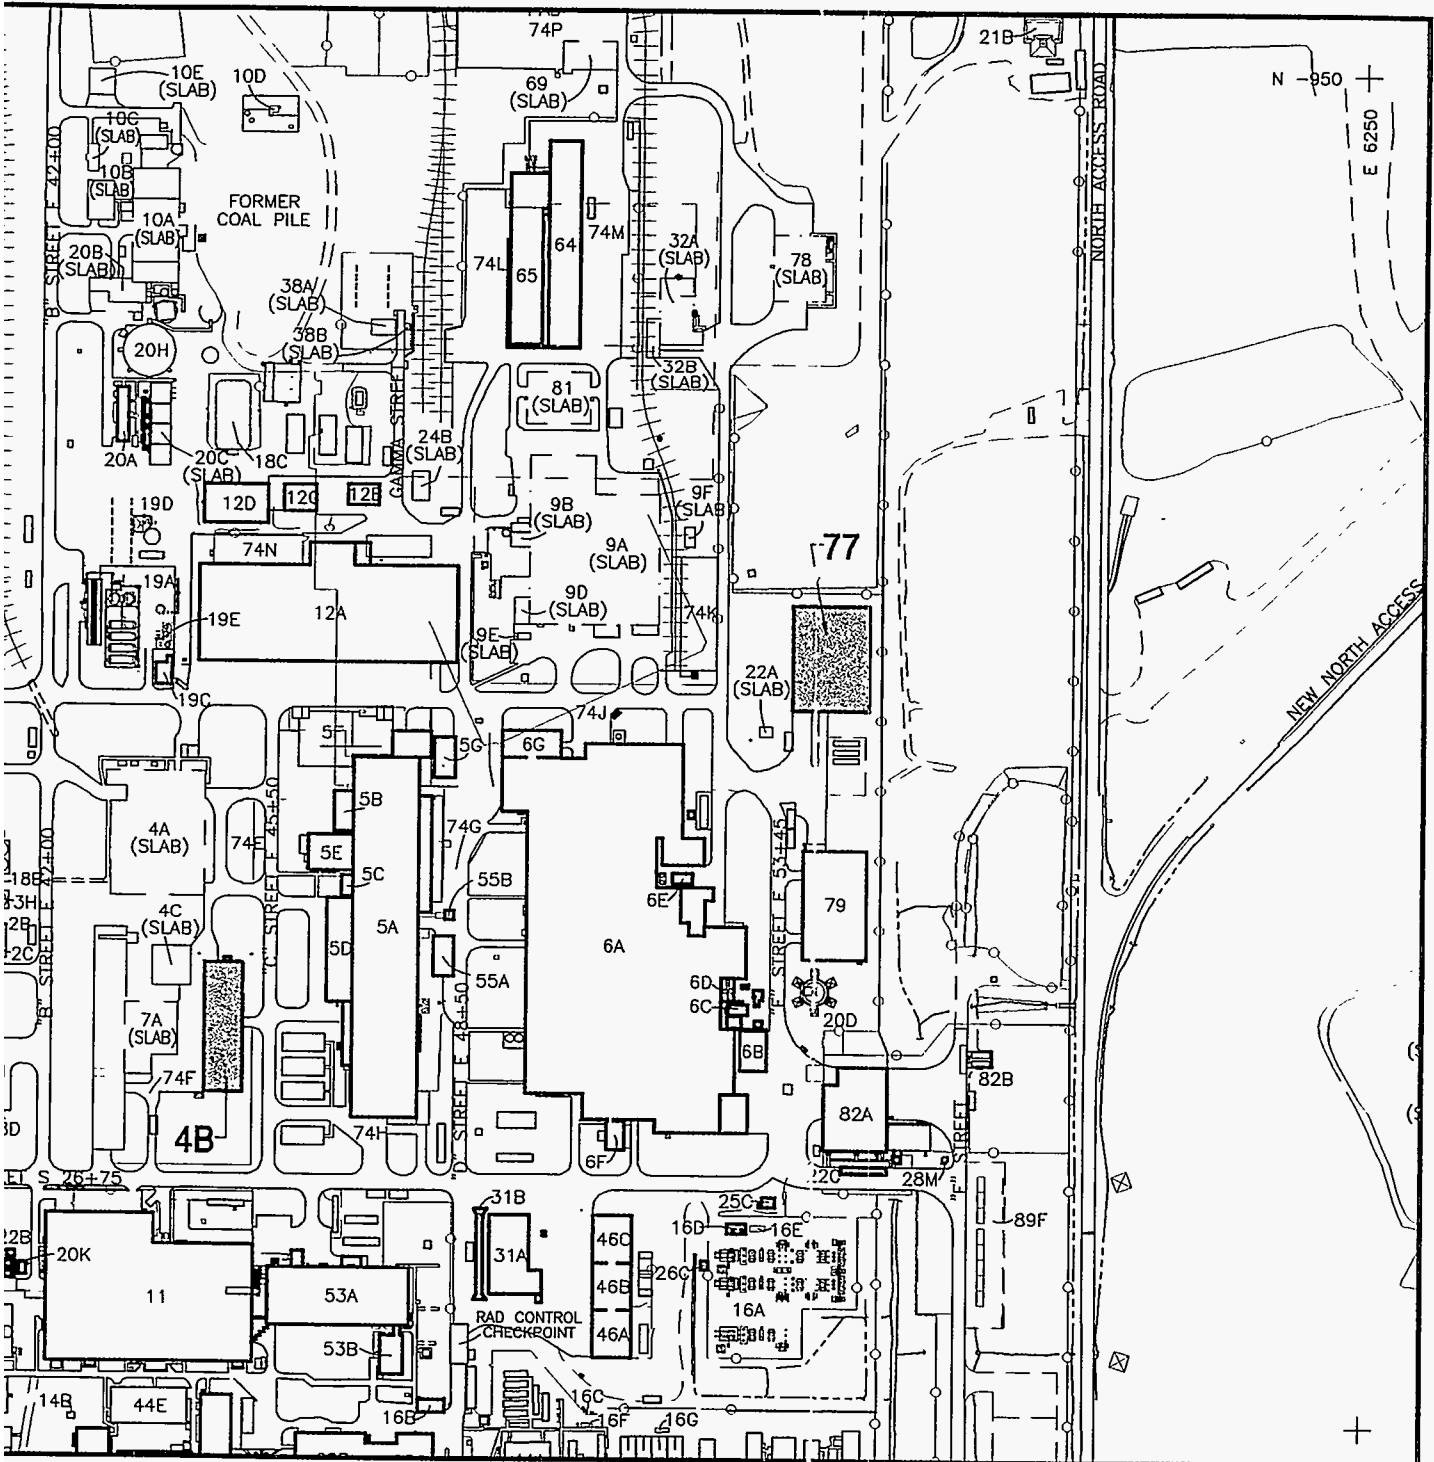 74P
21B
10E
(SLAB)
10D
69
(SLAB)
N -950
E 6250
NORTH ACCESS ROAD
10C
(SLAB)
10B
(SLAB)
"B" STREET E 42+00
FORMER
COAL PILE
10A
(SLAB)
20B
(SLAB)
74L
65
64
74M
32A
(SLAB)
78
(SLAB)
38A
(SLAB)
38B
(SLAB)
20H
32B
(SLAB)
81
(SLAB)
GAMMA STREET
24B
(SLAB)
20A
20C
(SLAB)
18C
12D
12C
12B
19D
9B
(SLAB)
9F
(SLAB
9A
(SLAB)
77
74N
19A
12A
9D
(SLAB)
74K
19E
9E
(SLAB)
22A
(SLAB)
NEW NORTH ACCESS
19C
74J
5F
5G
6G
5B
4A
(SLAB)
74E
"C" STREET E 45+50
5E
74G
"E" STREET E 53+45
5C
55B
6E
18B
"B" STREET E 42+00
4C
(SLAB)
79
5D
5A
6A
55A
6D
6C
7A
(SLAB)
20D
6B
"D" STREET E 48+50
82B
74F
82A
4B
74H
6F
22C
28M
"F" STREET
S 26+75
31B
25C
89F
16D
16E
20K
31A
46C
26C
46B
16A
11
53A
RAD CONTROL
CHECKPOINT
46A
53B
14B
44E
16B
16C
16F
16G